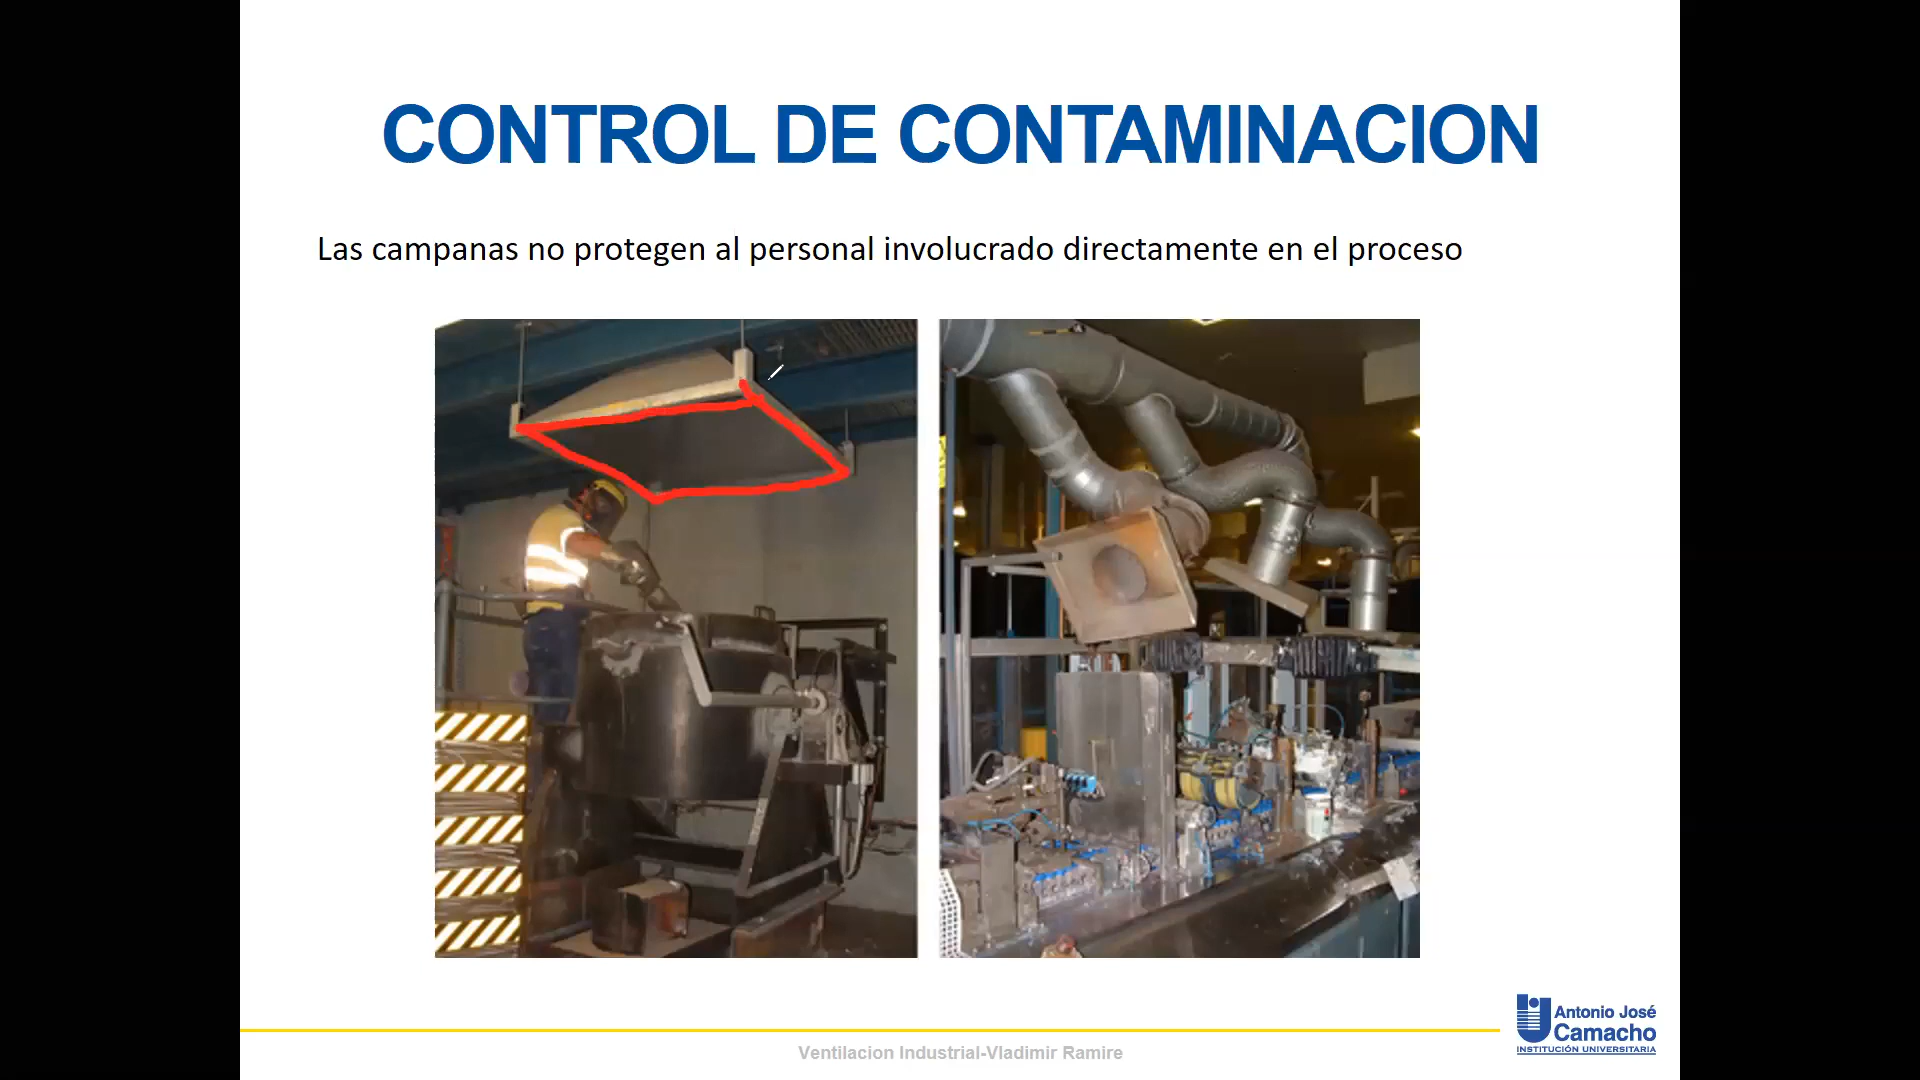 CONTROL DE CONTAMINACION
Las campanas no protegen al personal involucrado directamente en el proceso
Antonio José
Camacho
INSTITUCIÓN UNIVERSITARIA
Ventilacion Industrial-Vladimir Ramire